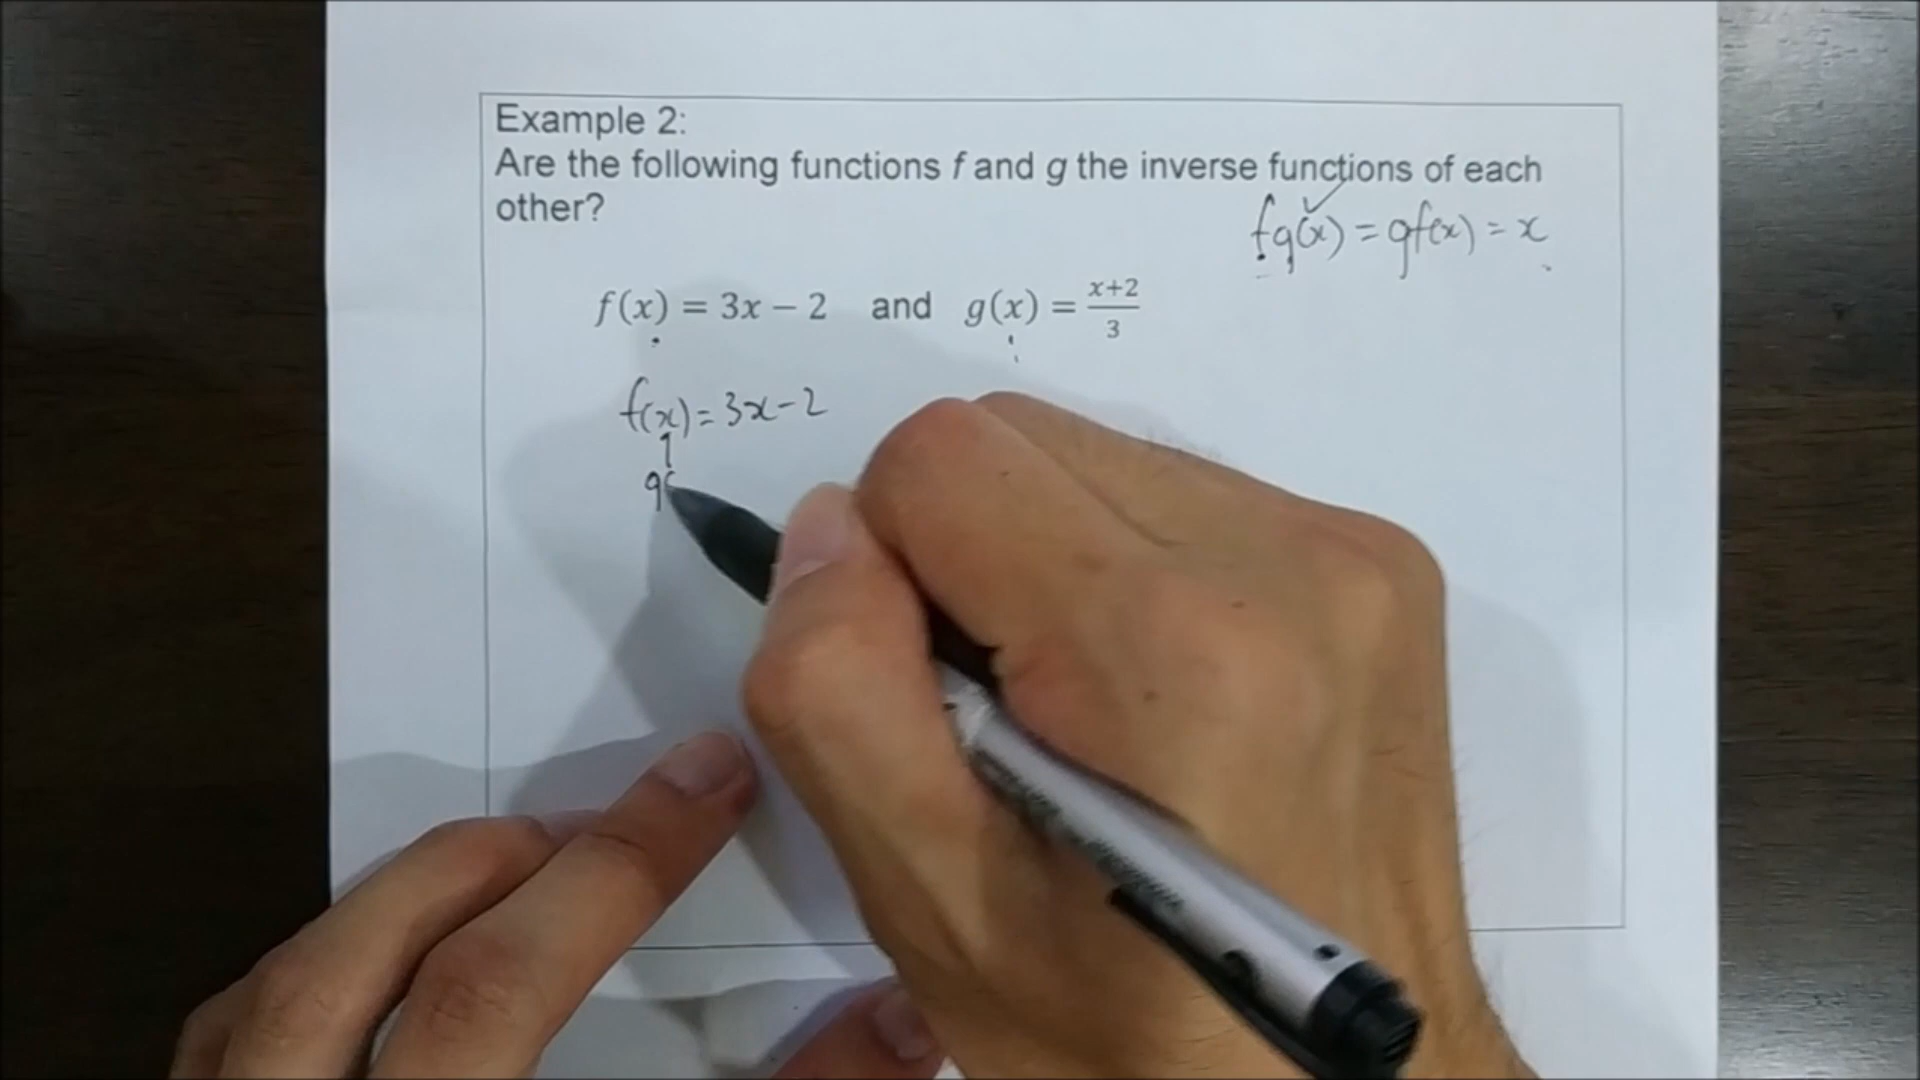 Example 2:
Are the following functions f and g the inverse functions of each
other?
fg(x) = gf(x) = x
f(x) = 3x − 2 and g(x) = x+2/3
f(x) = 3x-2
g(